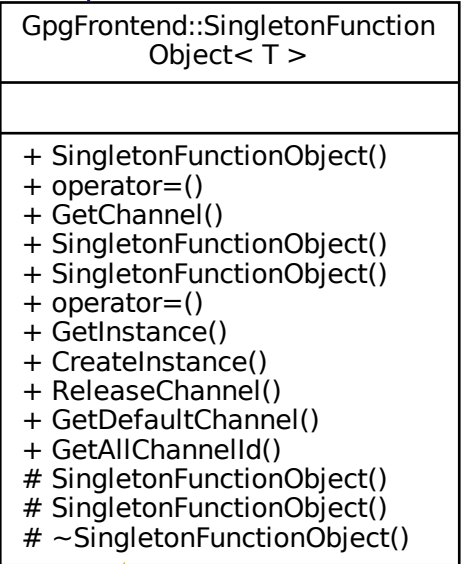 GpgFrontend::SingletonFunction
Object< T >
+ SingletonFunctionObject()
+ operator=()
+ GetChannel()
+ SingletonFunctionObject()
+ SingletonFunctionObject()
+ operator=()
+ GetInstance()
+ CreateInstance()
+ ReleaseChannel()
+ GetDefaultChannel()
+ GetAllChannelId()
# SingletonFunctionObject()
# SingletonFunctionObject()
# ~SingletonFunctionObject()